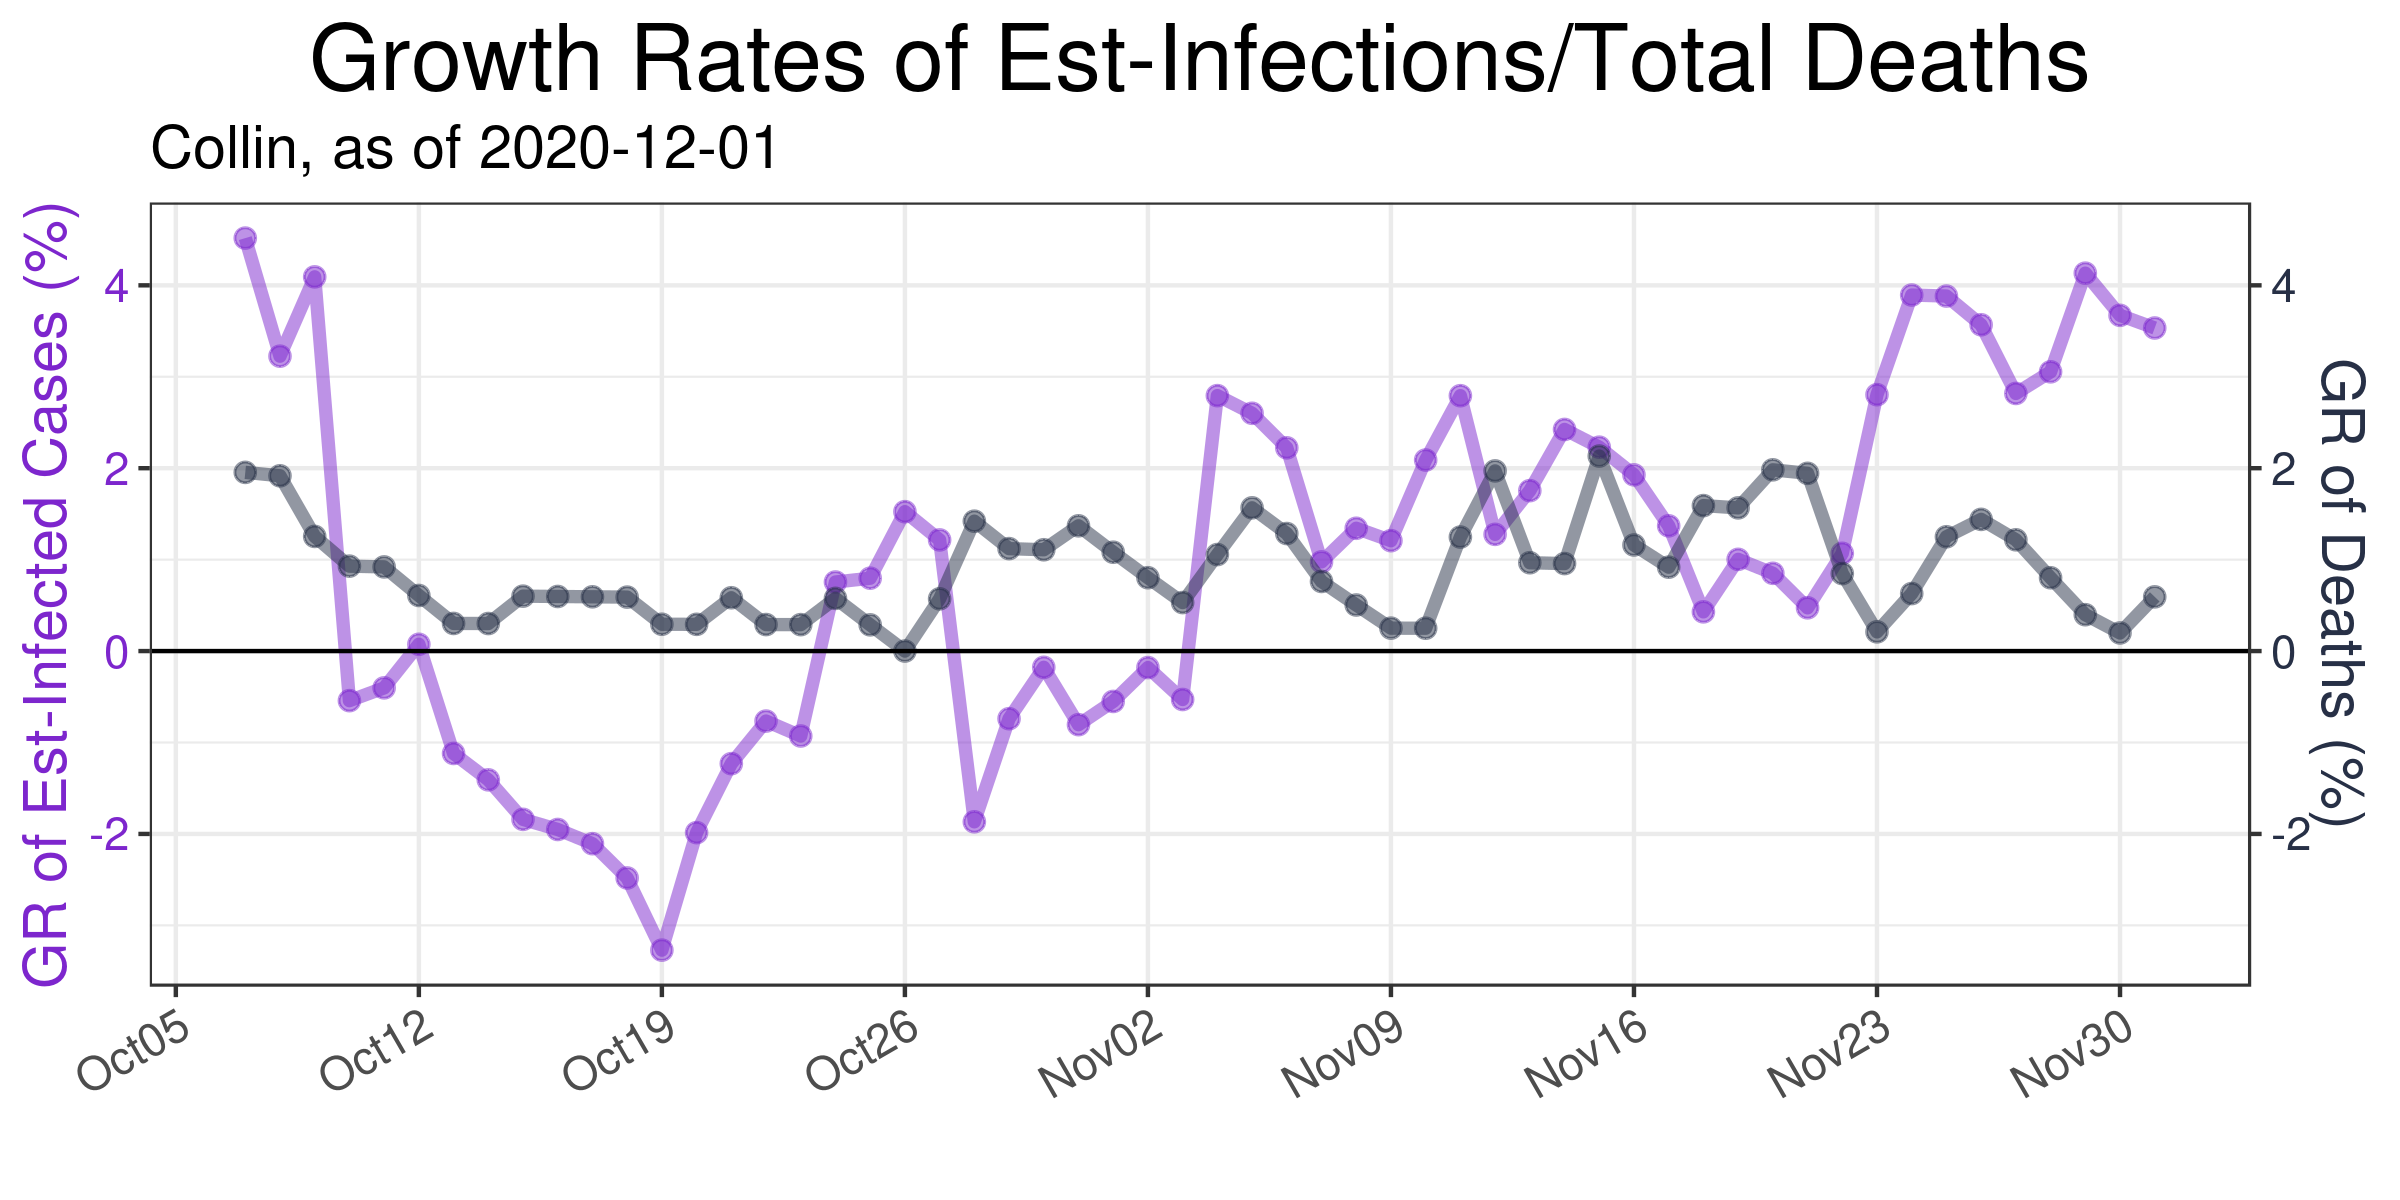 Growth Rates of Est-Infections/Total Deaths
Collin, as of 2020-12-01
GR of Est-Infected Cases (%)
4
2
0
-2
4
2
0
-2
GR of Deaths (%)
Oct05
Oct12
Oct19
Oct26
Nov02
Nov09
Nov16
Nov23
Nov30